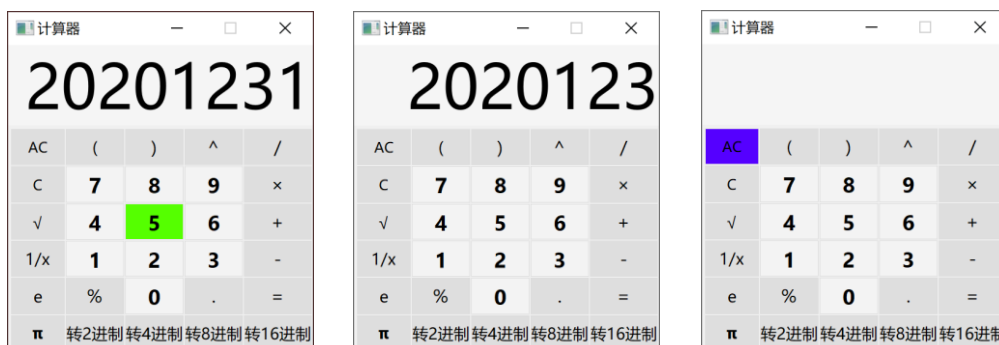 计算器
20201231
AC ( ) ^ /
C 7 8 9 ×
√ 4 5 6 +
1/x 1 2 3 -
e % 0 . =
π 转2进制 转4进制 转8进制 转16进制
计算器
2020123
AC ( ) ^ /
C 7 8 9 ×
√ 4 5 6 +
1/x 1 2 3 -
e % 0 . =
π 转2进制 转4进制 转8进制 转16进制
计算器
AC ( ) ^ /
C 7 8 9 ×
√ 4 5 6 +
1/x 1 2 3 -
e % 0 . =
π 转2进制 转4进制 转8进制 转16进制